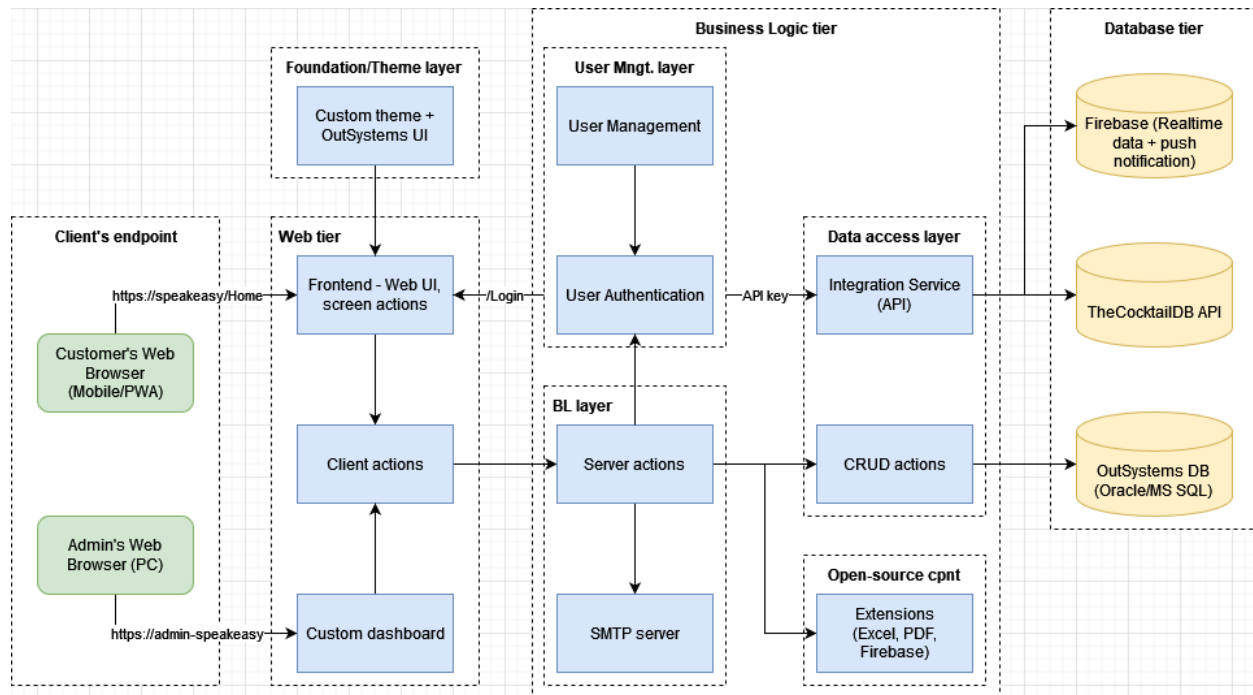 Business Logic tier
Database tier
Foundation/Theme layer
Custom theme +
OutSystems UI
User Mngt. layer
User Management
Firebase (Realtime
data + push
notification)
Client's endpoint
Web tier
Data access layer
https://speakeasy/Home
Frontend - Web UI,
screen actions
/Login
User Authentication
API key
Integration Service
(API)
TheCocktailDB API
Customer's Web
Browser
(Mobile/PWA)
BL layer
Client actions
Server actions
CRUD actions
OutSystems DB
(Oracle/MS SQL)
Admin's Web
Browser (PC)
https://admin-speakeasy
Custom dashboard
SMTP server
Open-source cpnt
Extensions
(Excel, PDF,
Firebase)